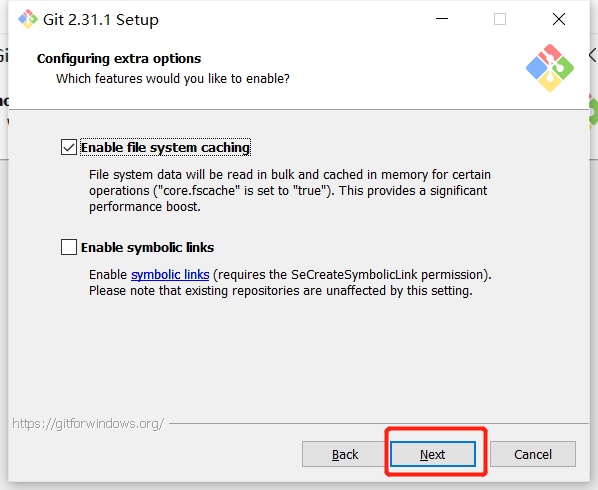 Git 2.31.1 Setup
Configuring extra options
Which features would you like to enable?
Enable file system caching
File system data will be read in bulk and cached in memory for certain
operations ("core.fscache" is set to "true"). This provides a significant
performance boost.
Enable symbolic links
Enable symbolic links (requires the SeCreateSymbolicLink permission).
Please note that existing repositories are unaffected by this setting.
https://gitforwindows.org/
Back
Next
Cancel